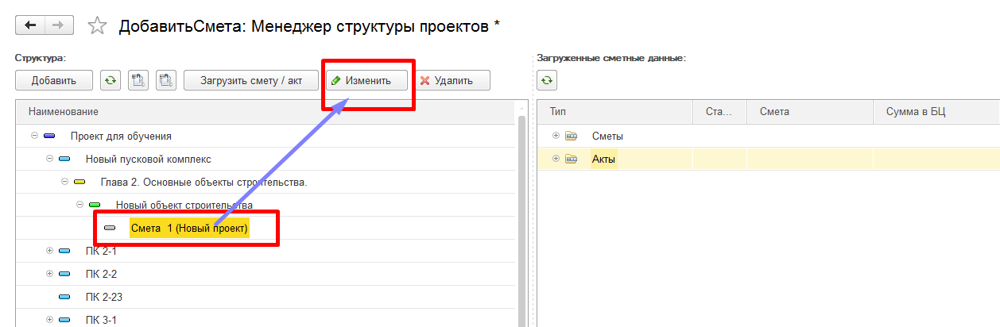 ДобавитьСмета: Менеджер структуры проектов *
Структура:
Добавить Загрузить смету / акт Изменить Удалить
Наименование
Проект для обучения
Новый пусковой комплекс
Глава 2. Основные объекты строительства.
Новый объект строительства
Смета 1 (Новый проект)
ПК 2-1
ПК 2-2
ПК 2-23
ПК 3-1
Загруженные сметные данные:
Тип Ста... Смета Сумма в БЦ
Сметы
Акты